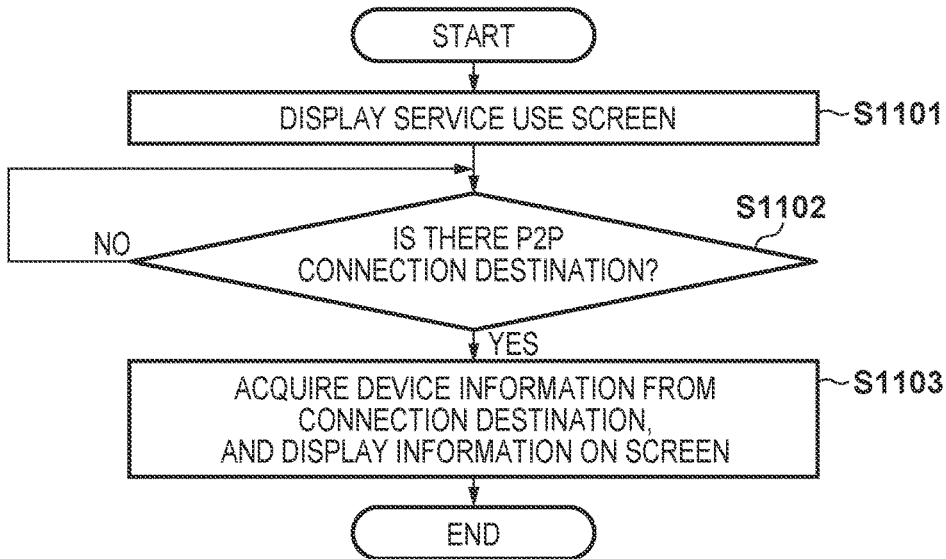 START
DISPLAY SERVICE USE SCREEN
S1101
S1102
NO
IS THERE P2P
CONNECTION DESTINATION?
YES
ACQUIRE DEVICE INFORMATION FROM
CONNECTION DESTINATION,
AND DISPLAY INFORMATION ON SCREEN
S1103
END